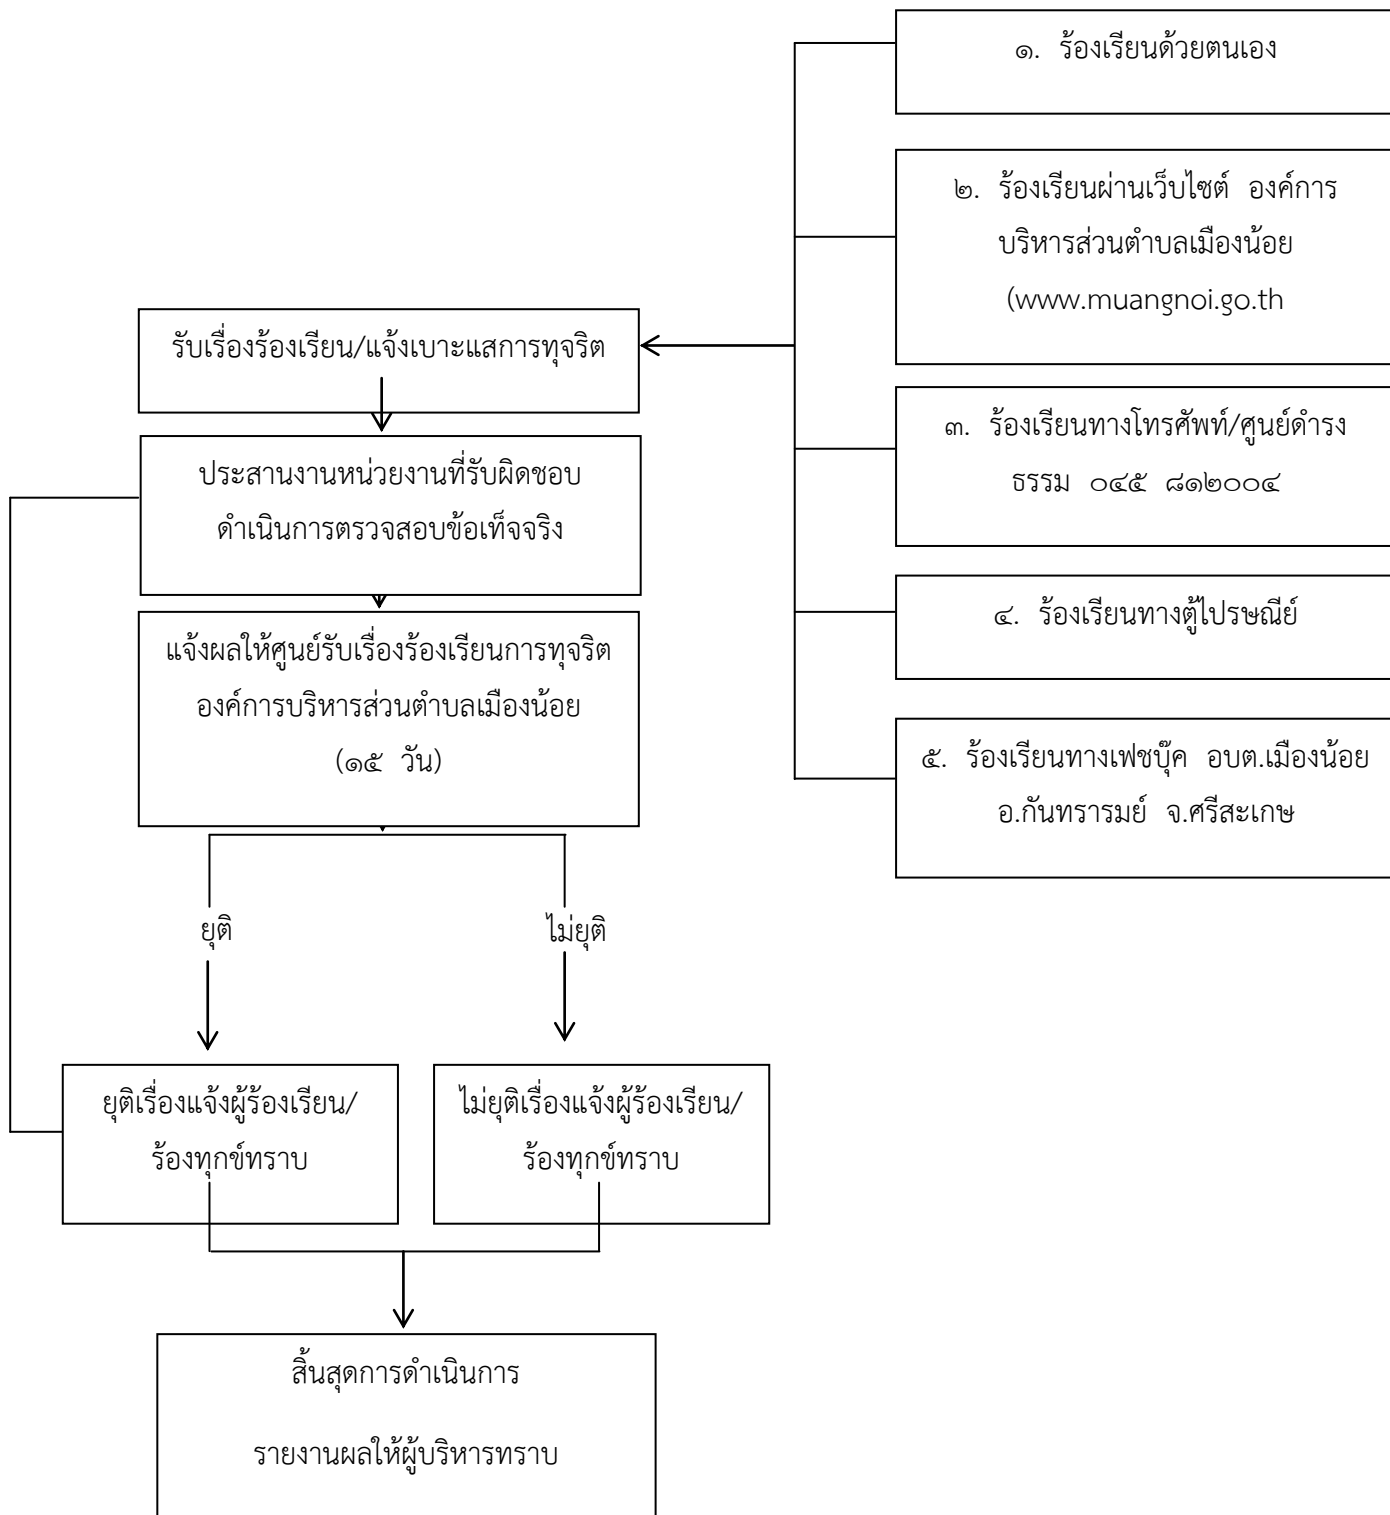 ๑. ร้องเรียนด้วยตนเอง
๒. ร้องเรียนผ่านเว็บไซต์ องค์การ
บริหารส่วนตำบลเมืองน้อย
(www.muangnoi.go.th
๓. ร้องเรียนทางโทรศัพท์/ศูนย์ดำรง
ธรรม ๐๔๕ ๘๑๒๐๐๔
๔. ร้องเรียนทางตู้ไปรษณีย์
๕. ร้องเรียนทางเฟชบุ๊ค อบต.เมืองน้อย
อ.กันทรารมย์ จ.ศรีสะเกษ
รับเรื่องร้องเรียน/แจ้งเบาะแสการทุจริต
ประสานงานหน่วยงานที่รับผิดชอบ
ดำเนินการตรวจสอบข้อเท็จจริง
แจ้งผลให้ศูนย์รับเรื่องร้องเรียนการทุจริต
องค์การบริหารส่วนตำบลเมืองน้อย
(๑๕ วัน)
ยุติ
ไม่ยุติ
ยุติเรื่องแจ้งผู้ร้องเรียน/
ร้องทุกข์ทราบ
ไม่ยุติเรื่องแจ้งผู้ร้องเรียน/
ร้องทุกข์ทราบ
สิ้นสุดการดำเนินการ
รายงานผลให้ผู้บริหารทราบ